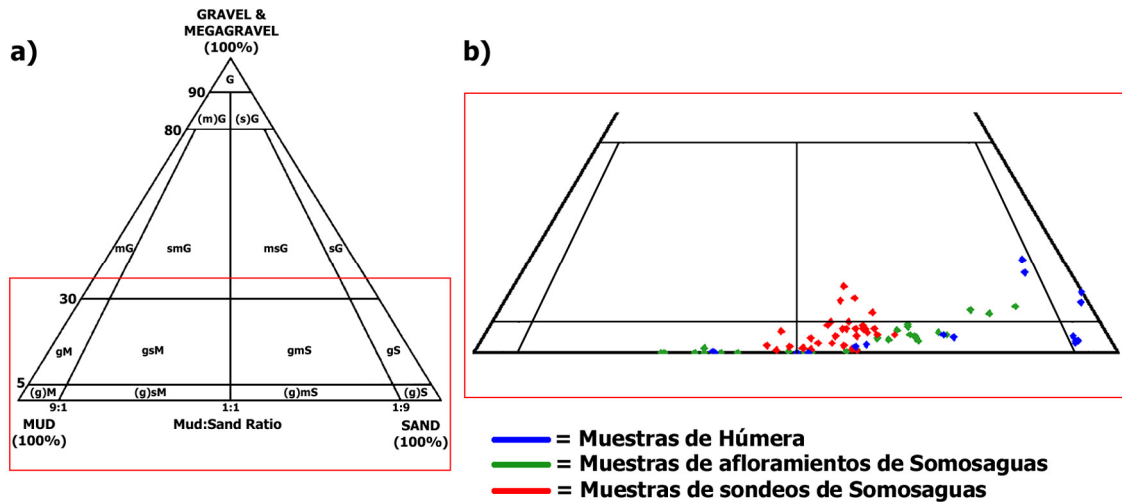 a)
GRAVEL &
MEGAGRAVEL
(100%)
G
90
(m)G
(s)G
80
mG
smG
msG
sG
30
gM
gsM
gmS
gS
5
(g)M
(g)sM
(g)mS
(g)S
9:1
1:1
1:9
MUD
(100%)
Mud:Sand Ratio
SAND
(100%)
b)
= Muestras de Húmera
= Muestras de afloramientos de Somosaguas
= Muestras de sondeos de Somosaguas